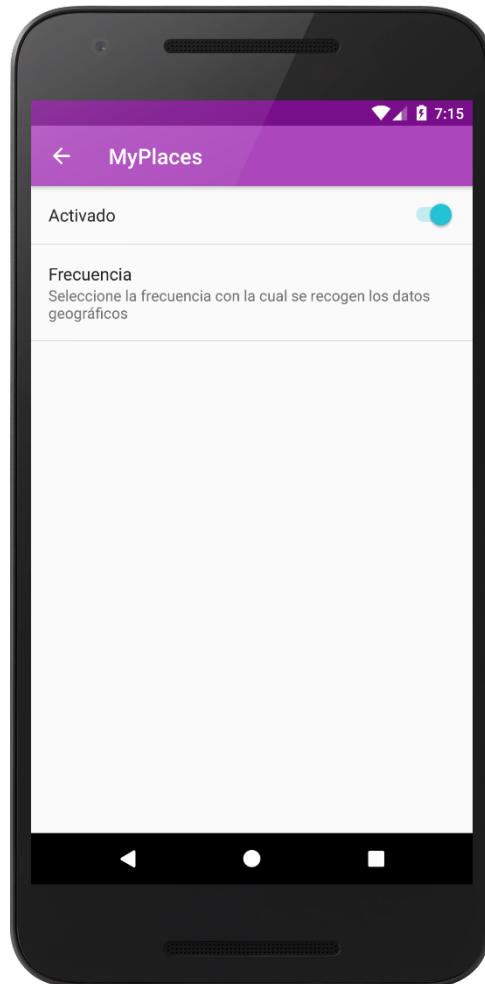 7:15
MyPlaces
Activado
Frecuencia
Seleccione la frecuencia con la cual se recogen los datos
geográficos